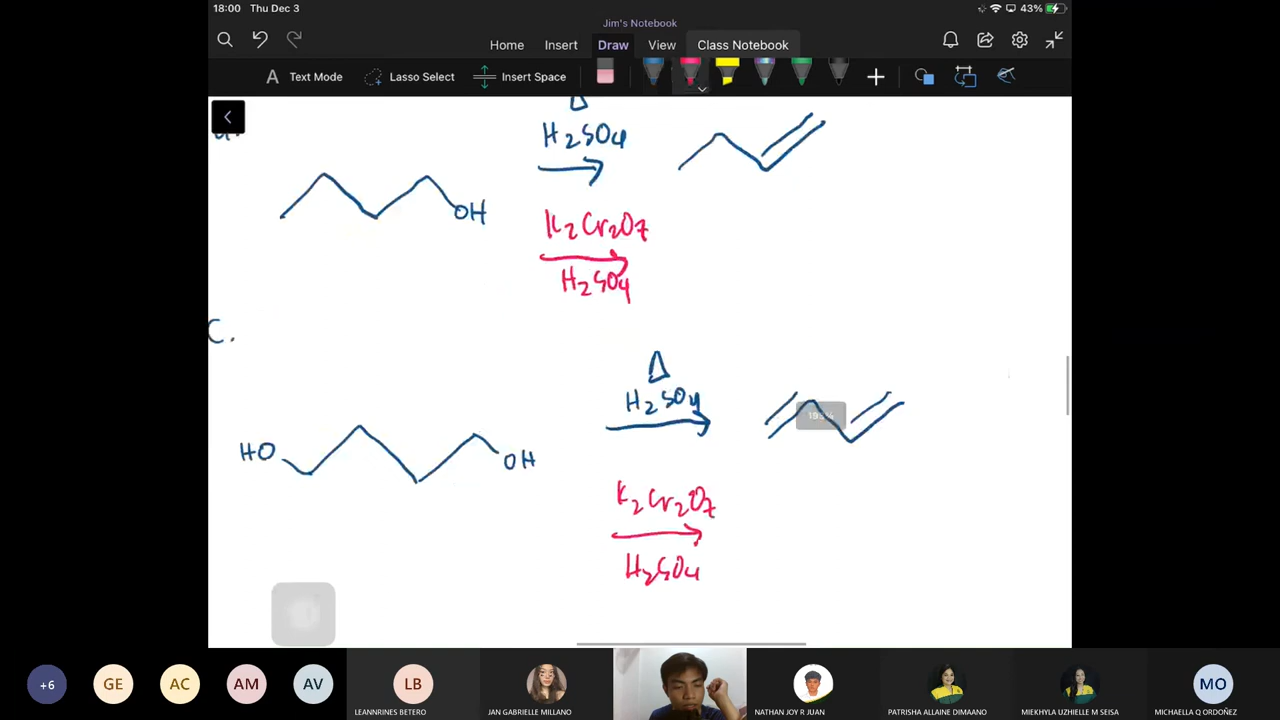 18:00 Thu Dec 3
43%
Jim's Notebook
Home Insert Draw View Class Notebook
A Text Mode Lasso Select Insert Space
Δ
H2SO4
OH
K2Cr2O7
H2SO4
C.
Δ
H2SO4
HO
OH
K2Cr2O7
H2SO4
+6 GE AC AM AV LB MO
LEANNRINES BETERO JAN GABRIELLE MILLANO NATHAN JOY R JUAN PATRISHA ALLAINE DIMAANO MIEKHYLA UZHIELLE M SEISA MICHAELLA Q ORDOÑEZ